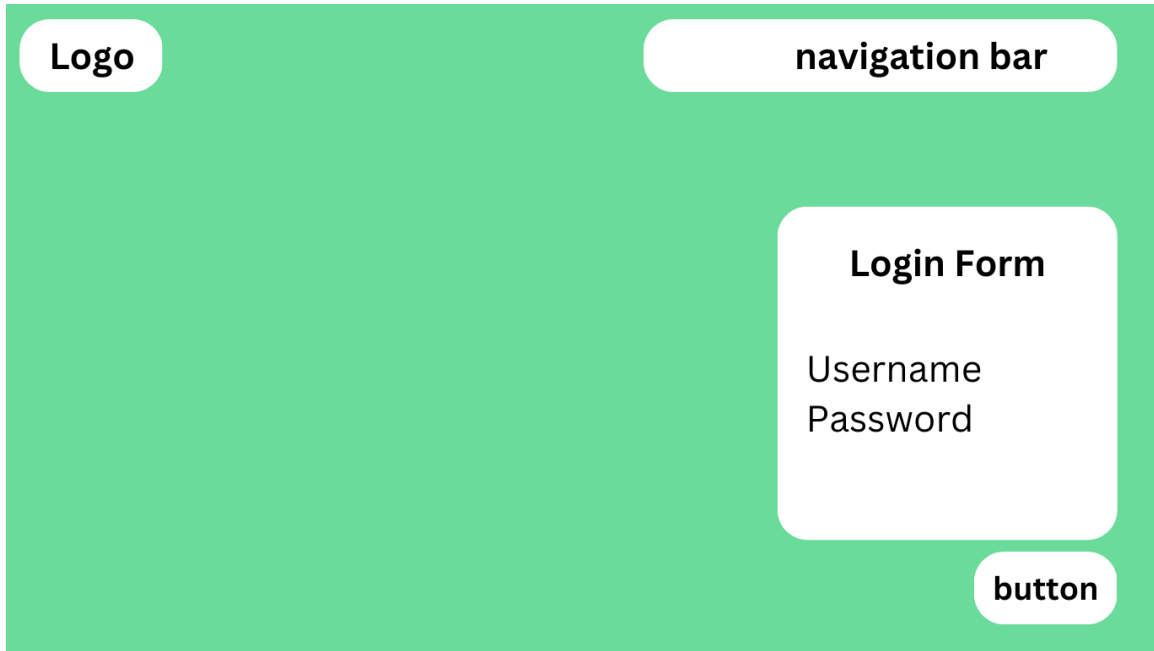 Logo
navigation bar
Login Form
Username
Password
button